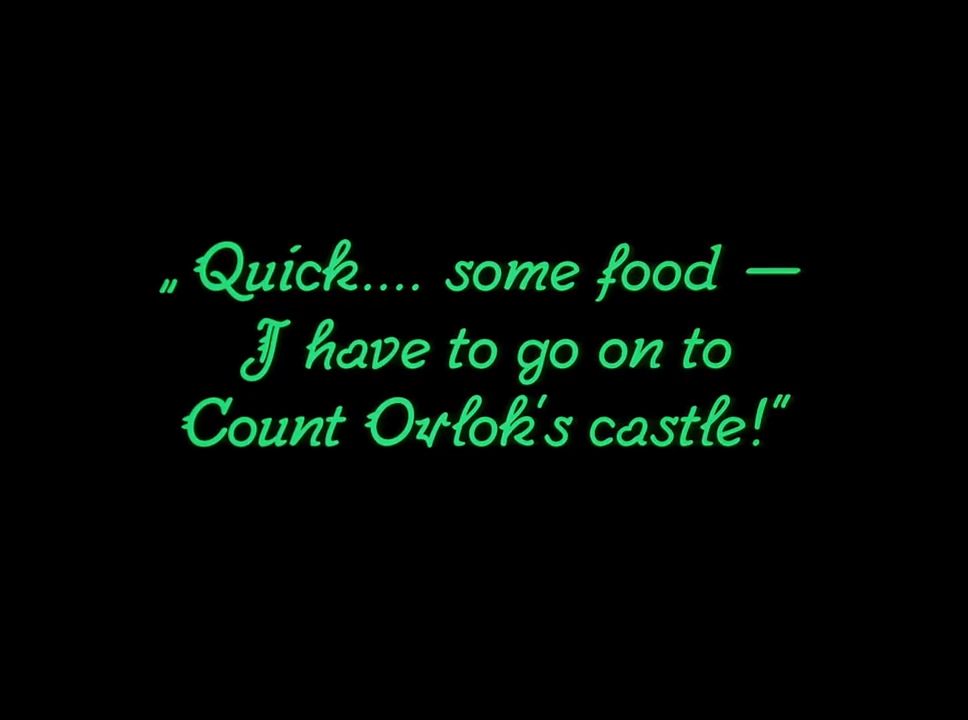 „Quick.... some food —
I have to go on to
Count Orlok's castle!"